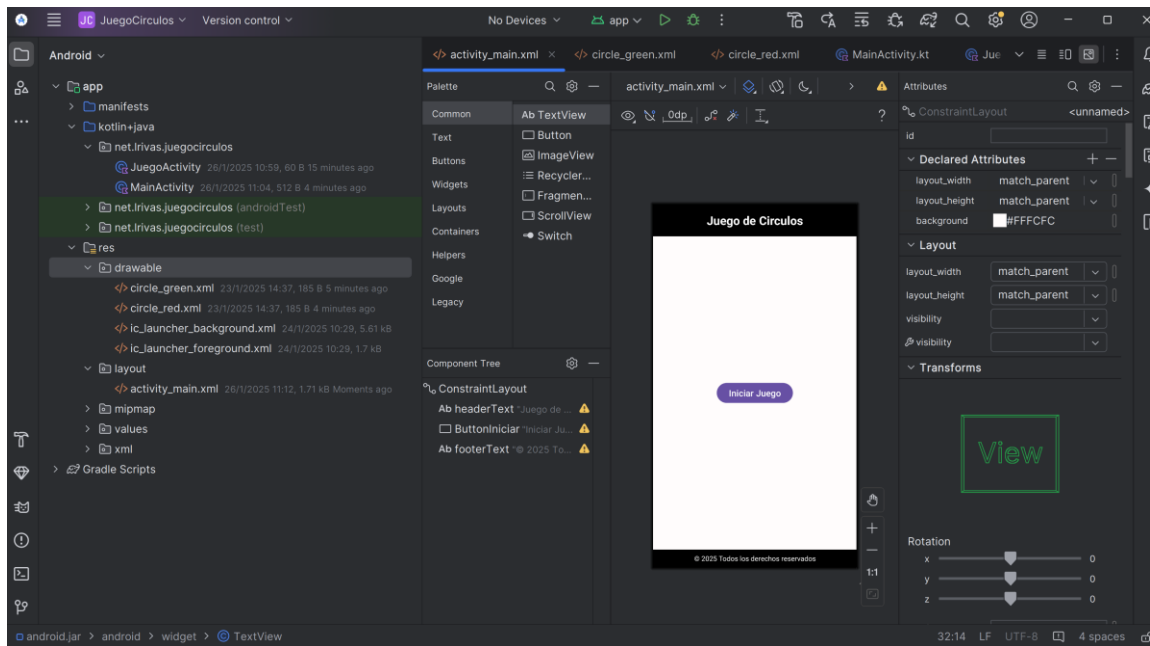 JC JuegoCirculos Version control No Devices app
Android activity_main.xml circle_green.xml circle_red.xml MainActivity.kt Jue
app
manifests
kotlin+java
net.lrivas.juegocirculos
JuegoActivity 26/1/2025 10:59, 60 B 15 minutes ago
MainActivity 26/1/2025 11:04, 512 B 4 minutes ago
net.lrivas.juegocirculos (androidTest)
net.lrivas.juegocirculos (test)
res
drawable
circle_green.xml 23/1/2025 14:37, 185 B 5 minutes ago
circle_red.xml 23/1/2025 14:37, 185 B 4 minutes ago
ic_launcher_background.xml 24/1/2025 10:29, 5.61 kB
ic_launcher_foreground.xml 24/1/2025 10:29, 1.7 kB
layout
activity_main.xml 26/1/2025 11:12, 1.71 kB Moments ago
mipmap
values
xml
Gradle Scripts
Palette
Common
Text
Buttons
Widgets
Layouts
Containers
Helpers
Google
Legacy
Ab TextView
Button
ImageView
Recycler...
Fragmen...
ScrollView
Switch
Component Tree
ConstraintLayout
Ab headerText "Juego de ...
ButtonIniciar "Iniciar Ju...
Ab footerText "© 2025 To...
activity_main.xml
0dp
?
Juego de Circulos
Iniciar Juego
© 2025 Todos los derechos reservados
1:1
Attributes
ConstraintLayout <unnamed>
id
Declared Attributes
layout_width match_parent
layout_height match_parent
background #FFFCFC
Layout
layout_width match_parent
layout_height match_parent
visibility
visibility
Transforms
View
Rotation
x 0
y 0
z 0
android.jar > android > widget > TextView 32:14 LF UTF-8 4 spaces